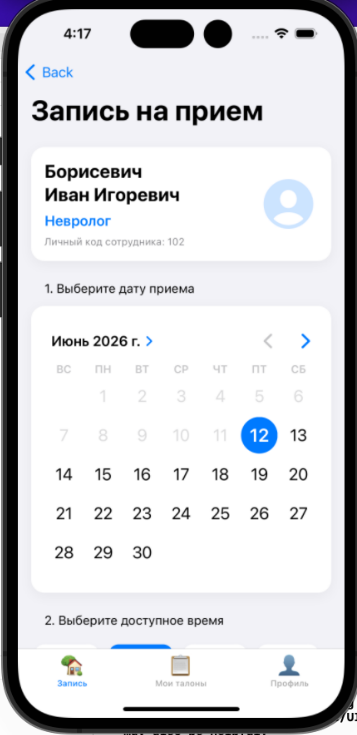 4:17
Back
Запись на прием
Борисевич
Иван Игоревич
Невролог
Личный код сотрудника: 102
1. Выберите дату приема
Июнь 2026 г.
ВС ПН ВТ СР ЧТ ПТ СБ
1 2 3 4 5 6
7 8 9 10 11 12 13
14 15 16 17 18 19 20
21 22 23 24 25 26 27
28 29 30
2. Выберите доступное время
Запись Мои талоны Профиль